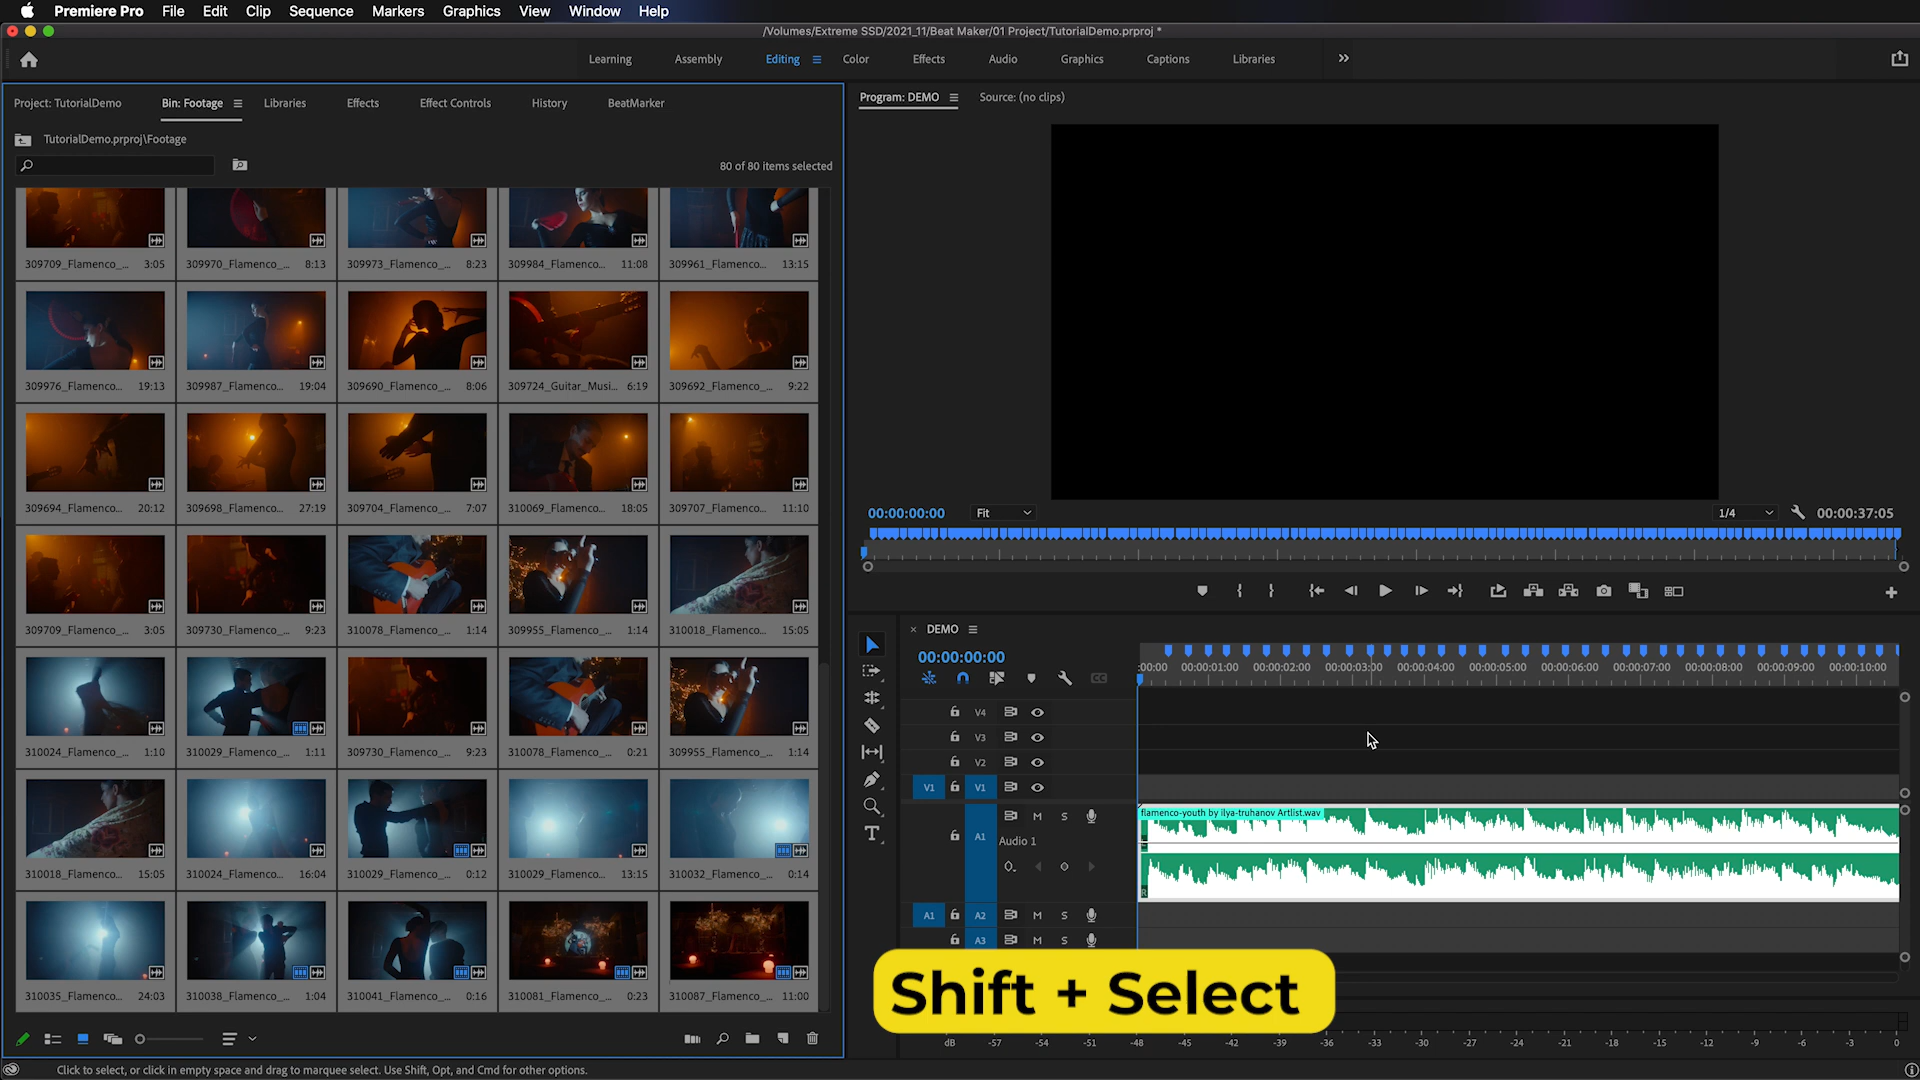 Premiere Pro File Edit Clip Sequence Markers Graphics View Window Help
/Volumes/Extreme SSD/2021_11/Beat Maker/01 Project/TutorialDemo.prproj *
Learning Assembly Editing Color Effects Audio Graphics Captions Libraries
Project: TutorialDemo Bin: Footage Libraries Effects Effect Controls History BeatMarker
Program: DEMO Source: (no clips)
TutorialDemo.prproj\Footage
80 of 80 items selected
309709_Flamenco_... 3:05 309970_Flamenco_... 8:13 309973_Flamenco_... 8:23 309984_Flamenco... 11:08 309961_Flamenco... 13:15
309976_Flamenco... 19:13 309987_Flamenco... 19:04 309690_Flamenco_... 8:06 309724_Guitar_Musi... 6:19 309692_Flamenco_... 9:22
309694_Flamenco... 20:12 309698_Flamenco... 27:19 309704_Flamenco_... 7:07 310069_Flamenco... 18:05 309707_Flamenco... 11:10
309709_Flamenco_... 3:05 309730_Flamenco_... 9:23 310078_Flamenco_... 1:14 309955_Flamenco_... 1:14 310018_Flamenco... 15:05
310024_Flamenco_... 1:10 310029_Flamenco_... 1:11 309730_Flamenco_... 9:23 310078_Flamenco_... 0:21 309955_Flamenco_... 1:14
310018_Flamenco... 15:05 310024_Flamenco... 16:04 310029_Flamenco_... 0:12 310029_Flamenco... 13:15 310032_Flamenco_... 0:14
310035_Flamenco... 24:03 310038_Flamenco_... 1:04 310041_Flamenco_... 0:16 310081_Flamenco_... 0:23 310087_Flamenco... 11:00
Click to select, or click in empty space and drag to marquee select. Use Shift, Opt, and Cmd for other options.
00:00:00:00 Fit 1/4 00:00:37:05
DEMO
00:00:00:00
:00:00 00:00:01:00 00:00:02:00 00:00:03:00 00:00:04:00 00:00:05:00 00:00:06:00 00:00:07:00 00:00:08:00 00:00:09:00 00:00:10:00
V4
V3
V2
V1 V1
flamenco-youth by ilya-truhanov Artlist.wav
M S
A1
Audio 1
R
A1 A2 M S
A3 M S
Shift + Select
dB -57 -54 -51 -48 -45 -42 -39 -36 -33 -30 -27 -24 -21 -18 -15 -12 -9 -6 -3 0